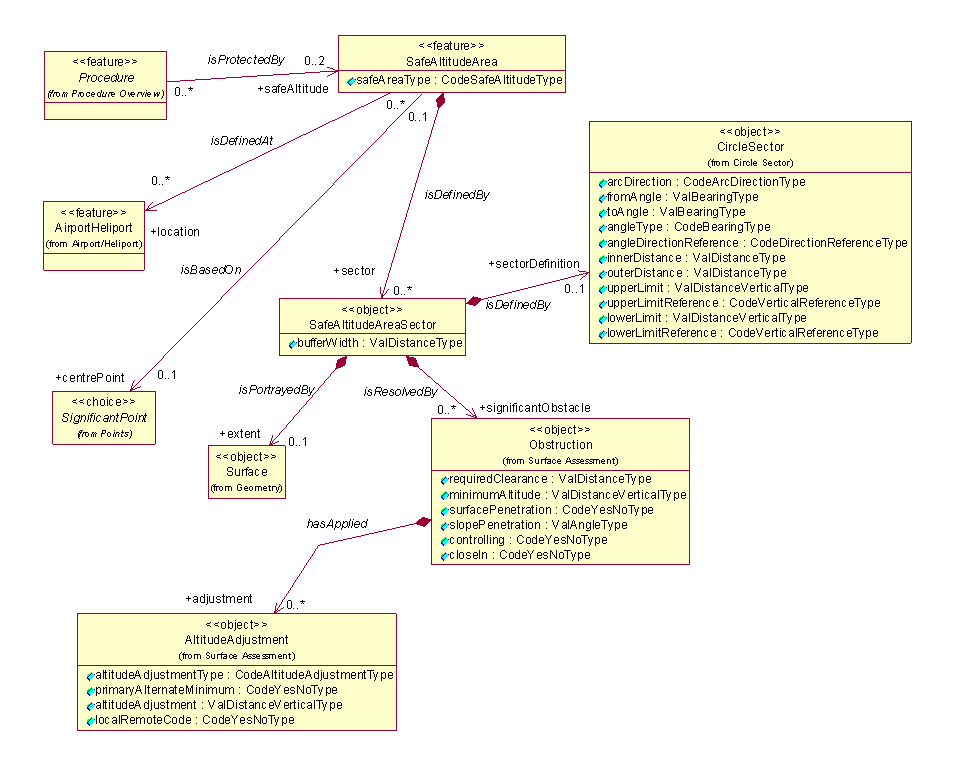 <<feature>>
Procedure
(from Procedure Overview)
isProtectedBy
0..2
0..*
+safeAltitude
<<feature>>
SafeAltitudeArea
safeAreaType : CodeSafeAltitudeType
0..*
0..1
isDefinedAt
0..*
<<feature>>
AirportHeliport
(from Airport/Heliport)
+location
isBasedOn
isDefinedBy
+sector
0..*
<<object>>
CircleSector
(from Circle Sector)
arcDirection : CodeArcDirectionType
fromAngle : ValBearingType
toAngle : ValBearingType
angleType : CodeBearingType
angleDirectionReference : CodeDirectionReferenceType
innerDistance : ValDistanceType
outerDistance : ValDistanceType
upperLimit : ValDistanceVerticalType
upperLimitReference : CodeVerticalReferenceType
lowerLimit : ValDistanceVerticalType
lowerLimitReference : CodeVerticalReferenceType
+sectorDefinition
0..1
isDefinedBy
<<object>>
SafeAltitudeAreaSector
bufferWidth : ValDistanceType
+centrePoint
0..1
<<choice>>
SignificantPoint
(from Points)
isPortrayedBy
+extent
0..1
<<object>>
Surface
(from Geometry)
isResolvedBy
0..*
+significantObstacle
<<object>>
Obstruction
(from Surface Assessment)
requiredClearance : ValDistanceType
minimumAltitude : ValDistanceVerticalType
surfacePenetration : CodeYesNoType
slopePenetration : ValAngleType
controlling : CodeYesNoType
closeIn : CodeYesNoType
hasApplied
+adjustment
0..*
<<object>>
AltitudeAdjustment
(from Surface Assessment)
altitudeAdjustmentType : CodeAltitudeAdjustmentType
primaryAlternateMinimum : CodeYesNoType
altitudeAdjustment : ValDistanceVerticalType
localRemoteCode : CodeYesNoType